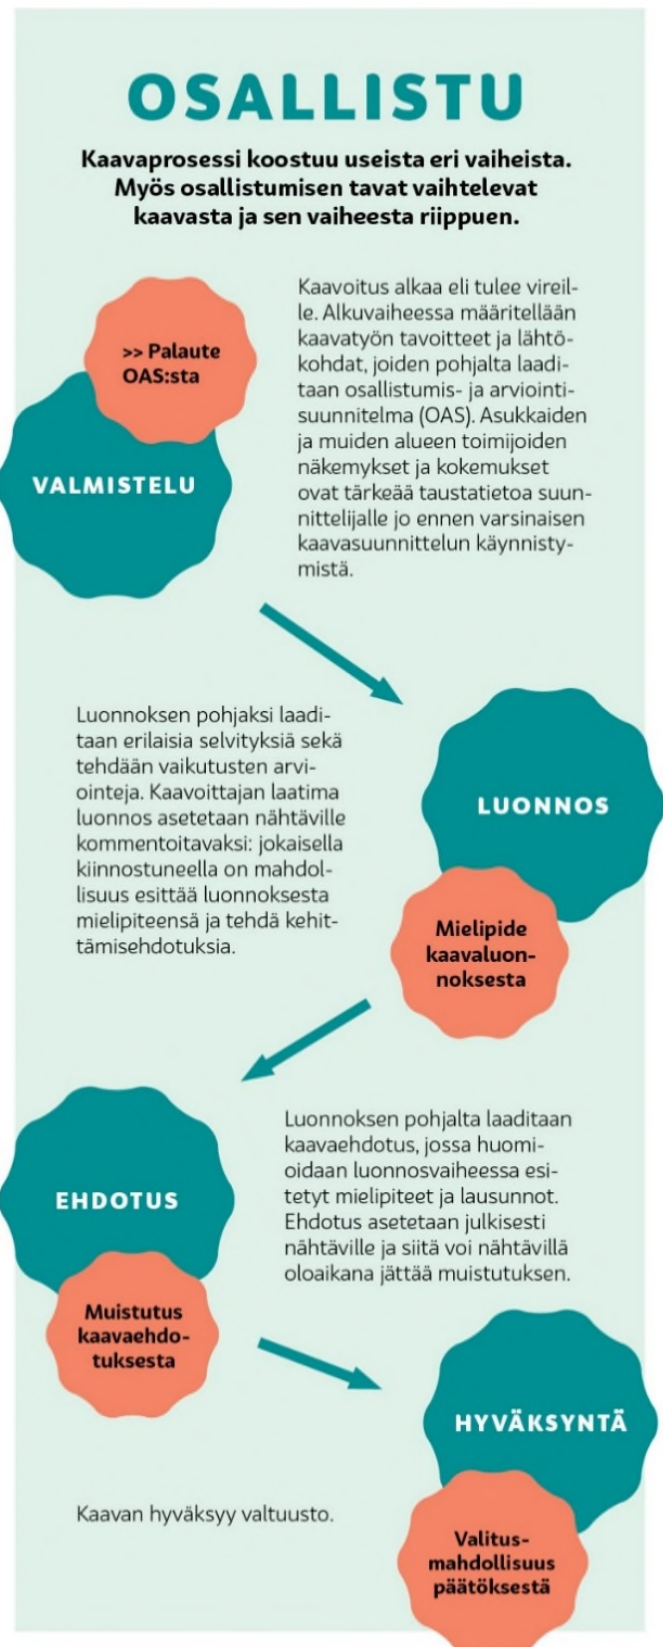 OSALLISTU
Kaavaprosessi koostuu useista eri vaiheista.
Myös osallistumisen tavat vaihtelevat
kaavasta ja sen vaiheesta riippuen.
>> Palaute
OAS:sta
VALMISTELU
Kaavoitus alkaa eli tulee vireil-
le. Alkuvaiheessa määritellään
kaavatyön tavoitteet ja lähtö-
kohdat, joiden pohjalta laadi-
taan osallistumis- ja arviointi-
suunnitelma (OAS). Asukkaiden
ja muiden alueen toimijoiden
näkemykset ja kokemukset
ovat tärkeää taustatietoa suun-
nittelijalle jo ennen varsinaisen
kaavasuunnittelun käynnisty-
mistä.
Luonnoksen pohjaksi laadi-
taan erilaisia selvityksiä sekä
tehdään vaikutusten arvi-
ointeja. Kaavoittajan laatima
luonnos asetetaan nähtäville
kommentoitavaksi: jokaisella
kiinnostuneella on mahdol-
lisuus esittää luonnoksesta
mielipiteensä ja tehdä kehit-
tämisehdotuksia.
LUONNOS
Mielipide
kaavaluon-
noksesta
EHDOTUS
Muistutus
kaavaehdo-
tuksesta
Luonnoksen pohjalta laaditaan
kaavaehdotus, jossa huomi-
oidaan luonnosvaiheessa esi-
tetyt mielipiteet ja lausunnot.
Ehdotus asetetaan julkisesti
nähtäville ja siitä voi nähtävillä
oloaikana jättää muistutuksen.
HYVÄKSYNTÄ
Kaavan hyväksyy valtuusto.
Valitus-
mahdollisuus
päätöksestä